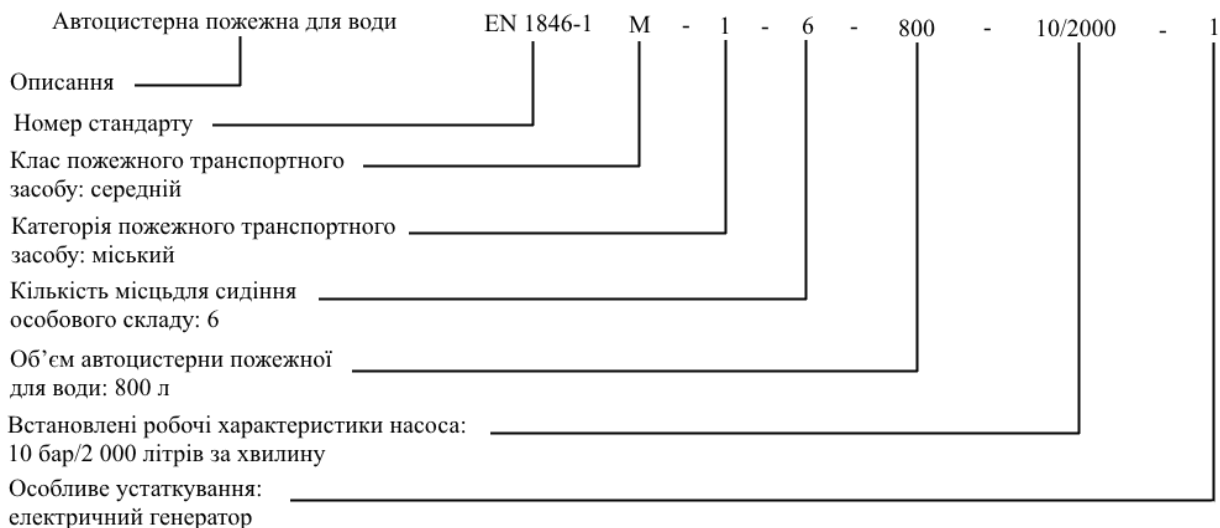 Автоцистерна пожежна для води EN 1846-1 М - 1 - 6 - 800 - 10/2000 - 1
Описання
Номер стандарту
Клас пожежного транспортного
засобу: середній
Категорія пожежного транспортного
засобу: міський
Кількість місцьдля сидіння
особового складу: 6
Об’єм автоцистерни пожежної
для води: 800 л
Встановлені робочі характеристики насоса:
10 бар/2 000 літрів за хвилину
Особливе устаткування:
електричний генератор